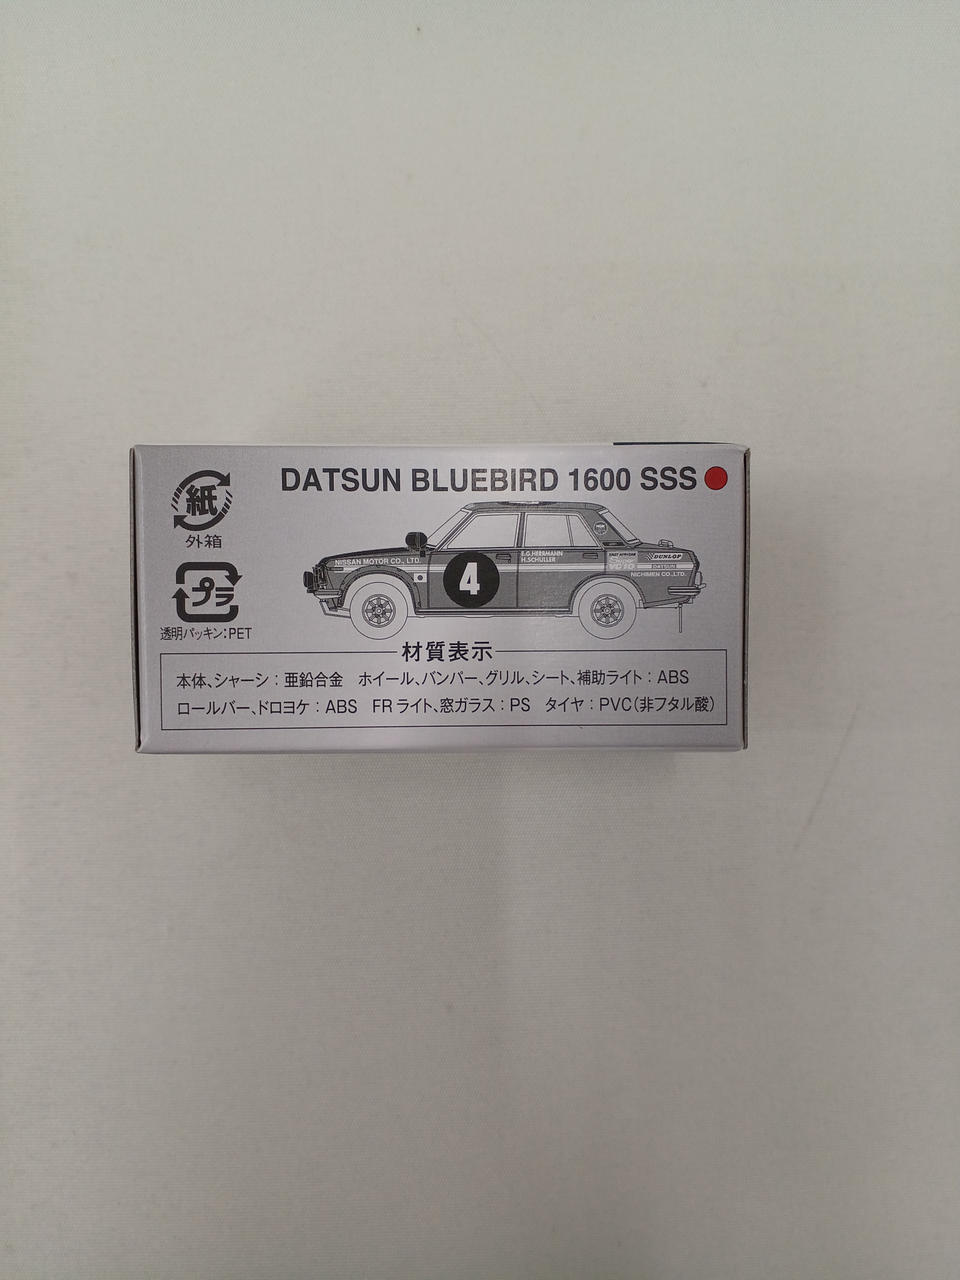 DATSUN BLUEBIRD 1600 SSS
紙
外箱
プラ
透明パッキン:PET
NISSAN MOTOR CO., LTD.
4
E.G.HERRMANN
H.SCHULLER
DUNLOP
DATSUN
NICHIMEN CO.,LTD.
材質表示
本体、シャーシ:亜鉛合金 ホイール、バンパー、グリル、シート、補助ライト:ABS
ロールバー、ドロヨケ:ABS FRライト、窓ガラス:PS タイヤ:PVC(非フタル酸)